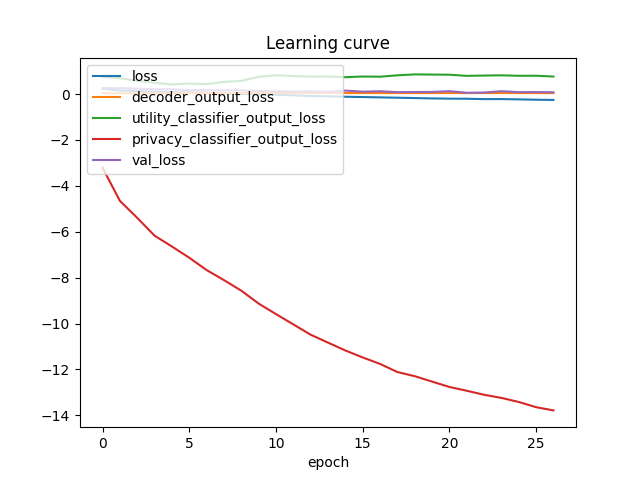 Learning curve
loss
decoder_output_loss
utility_classifier_output_loss
privacy_classifier_output_loss
val_loss
0
−2
−4
−6
−8
−10
−12
−14
0 5 10 15 20 25
epoch